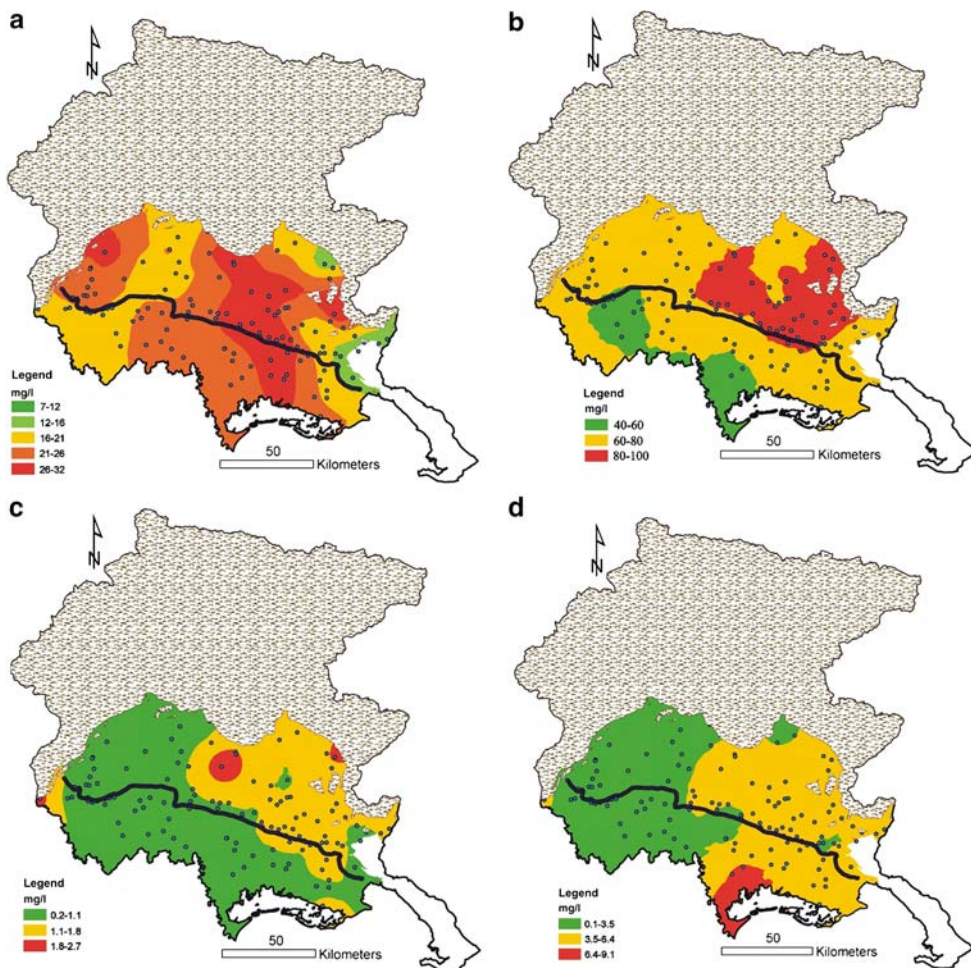 a
N
Legend
mg/l
7-12
12-16
16-21
21-26
26-32
50
Kilometers
b
N
Legend
mg/l
40-60
60-80
80-100
50
Kilometers
c
N
Legend
mg/l
0.2-1.1
1.1-1.8
1.8-2.7
50
Kilometers
d
N
Legend
mg/l
0.1-3.5
3.5-6.4
6.4-9.1
50
Kilometers